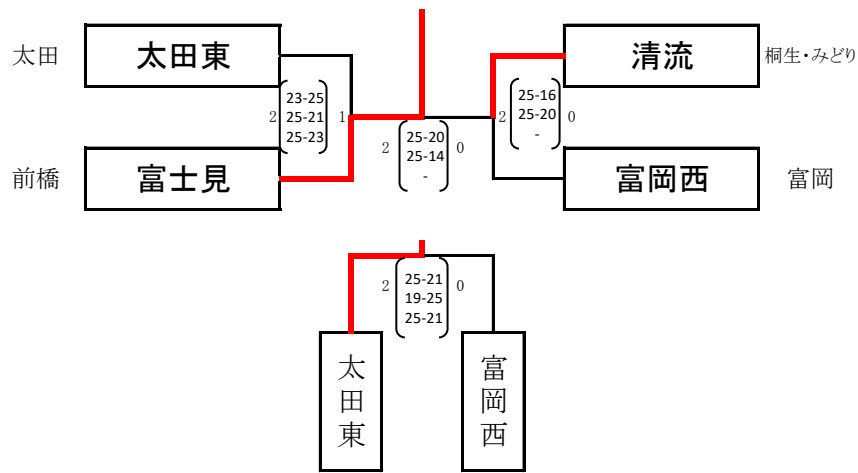 太田
太田東
清流
桐生・みどり
2
23-25
25-21
25-23
1
2
25-16
25-20
-
0
2
25-20
25-14
-
0
前橋
富士見
富岡西
富岡
2
25-21
19-25
25-21
0
太田東
富岡西